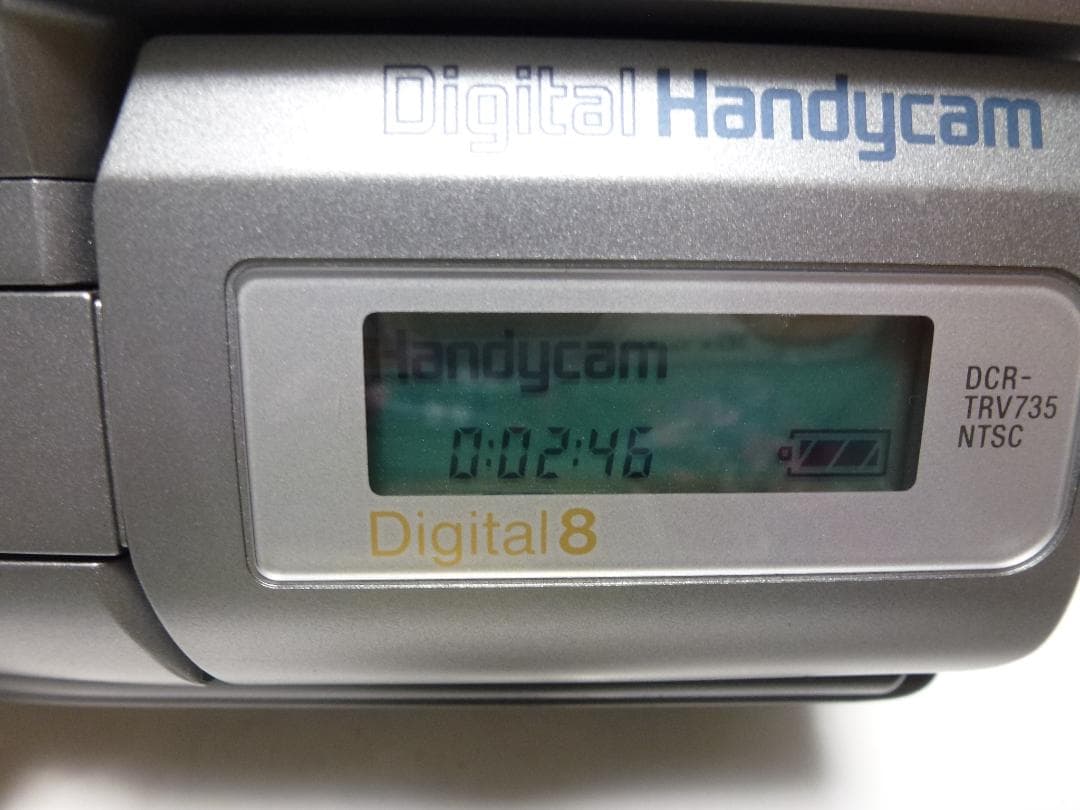 Digital Handycam
Handycam
0:02:46
DCR-
TRV735
NTSC
Digital8